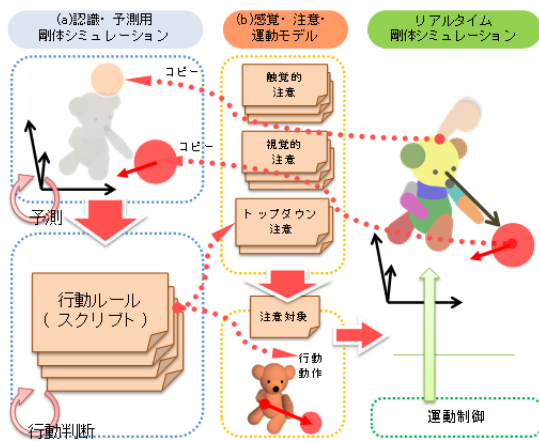 (a)認識・予測用
剛体シミュレーション
(b)感覚・注意・
運動モデル
リアルタイム
剛体シミュレーション
コピー
コピー
予測
触覚的
注意
視覚的
注意
トップダウン
注意
行動ルール
（スクリプト）
行動判断
注意対象
行動
動作
運動制御